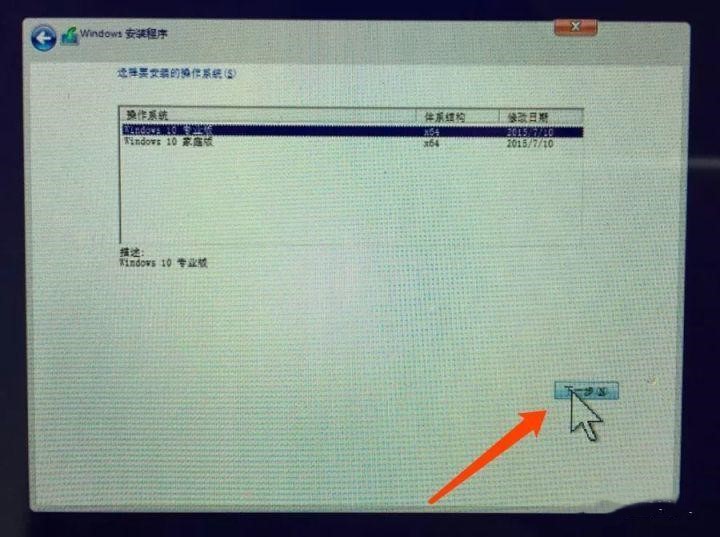 Windows 安装程序
选择要安装的操作系统(S)
操作系统 体系结构 修改日期
Windows 10 专业版 x64 2015/7/10
Windows 10 家庭版 x64 2015/7/10
描述:
Windows 10 专业版
下一步(N)